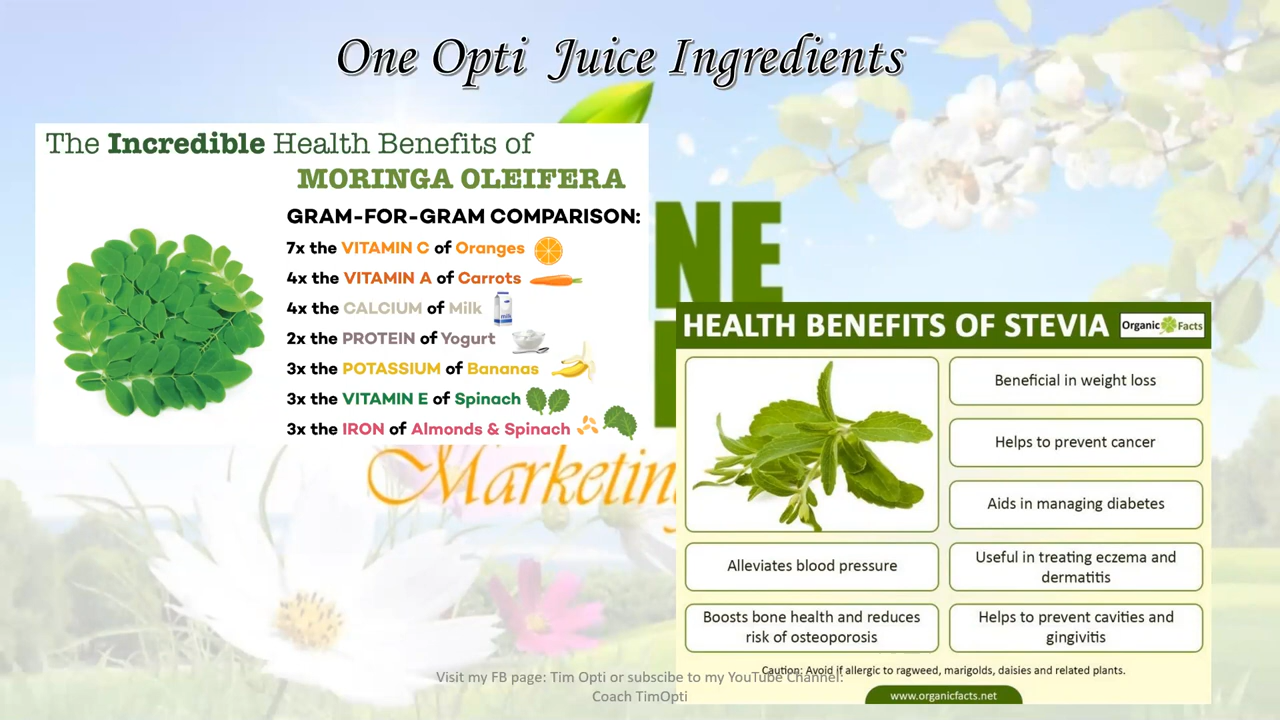 One Opti Juice Ingredients
The Incredible Health Benefits of
MORINGA OLEIFERA
GRAM-FOR-GRAM COMPARISON:
7x the VITAMIN C of Oranges
4x the VITAMIN A of Carrots
4x the CALCIUM of Milk
2x the PROTEIN of Yogurt
3x the POTASSIUM of Bananas
3x the VITAMIN E of Spinach
3x the IRON of Almonds & Spinach
NE
Marketing
HEALTH BENEFITS OF STEVIA
Organic Facts
Beneficial in weight loss
Helps to prevent cancer
Aids in managing diabetes
Alleviates blood pressure
Useful in treating eczema and
dermatitis
Boosts bone health and reduces
risk of osteoporosis
Helps to prevent cavities and
gingivitis
Caution: Avoid if allergic to ragweed, marigolds, daisies and related plants.
www.organicfacts.net
Visit my FB page: Tim Opti or subscibe to my YouTube Channel:
Coach TimOpti